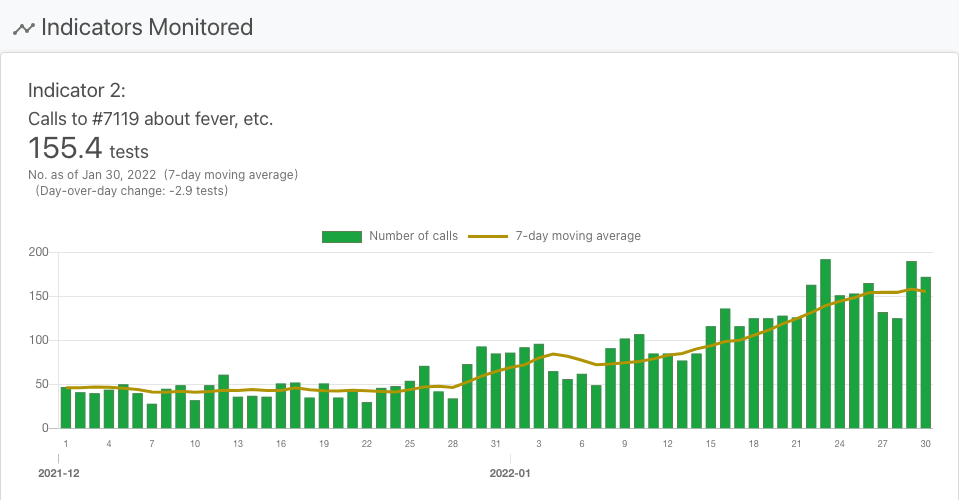 Indicators Monitored
Indicator 2:
Calls to #7119 about fever, etc.
155.4 tests
No. as of Jan 30, 2022 (7-day moving average)
(Day-over-day change: -2.9 tests)
Number of calls 7-day moving average
200
150
100
50
0
1 4 7 10 13 16 19 22 25 28 31 3 6 9 12 15 18 21 24 27 30
2021-12 2022-01